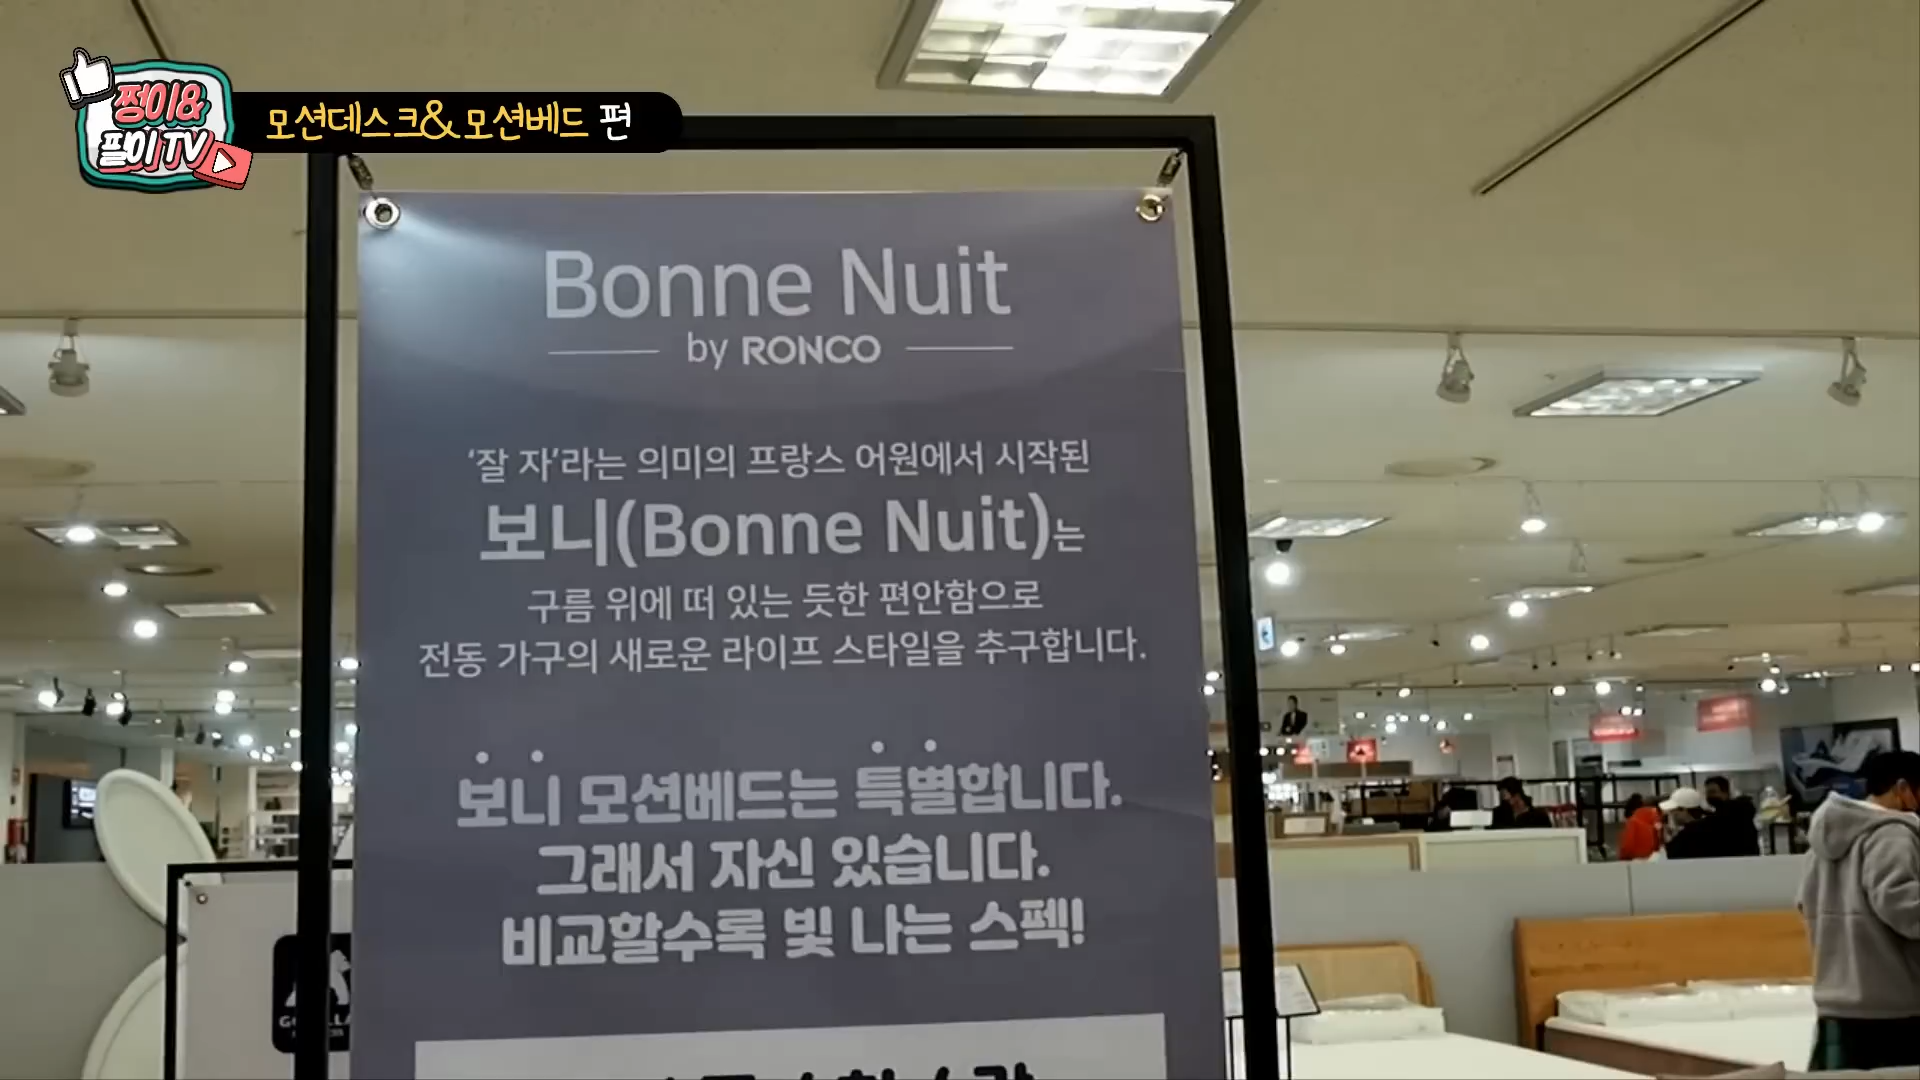 쩡이&
필이 TV
모션데스크&모션베드 편
Bonne Nuit
by RONCO
‘잘 자’라는 의미의 프랑스 어원에서 시작된
보니(Bonne Nuit)는
구름 위에 떠 있는 듯한 편안함으로
전동 가구의 새로운 라이프 스타일을 추구합니다.
보니 모션베드는 특별합니다.
그래서 자신 있습니다.
비교할수록 빛 나는 스펙!